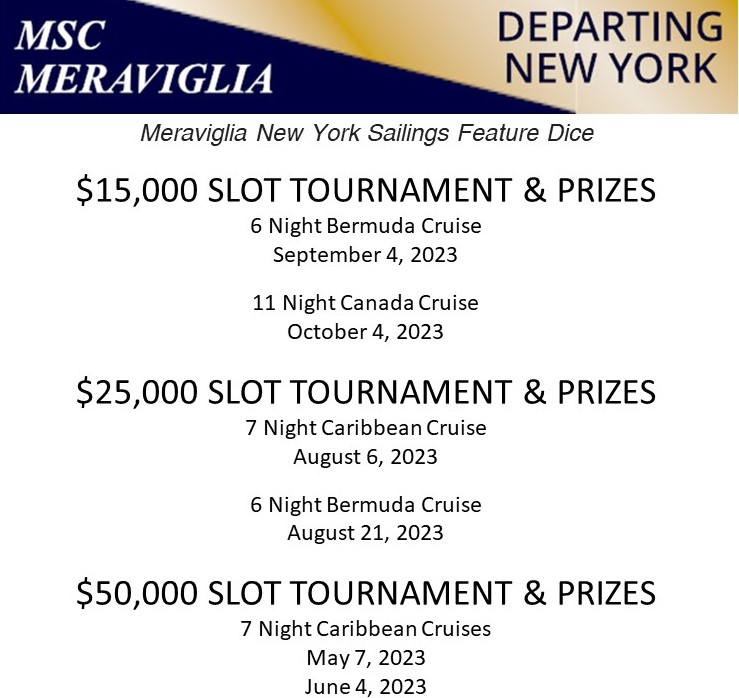 MSC
MERAVIGLIA
DEPARTING
NEW YORK
Meraviglia New York Sailings Feature Dice
$15,000 SLOT TOURNAMENT & PRIZES
6 Night Bermuda Cruise
September 4, 2023
11 Night Canada Cruise
October 4, 2023
$25,000 SLOT TOURNAMENT & PRIZES
7 Night Caribbean Cruise
August 6, 2023
6 Night Bermuda Cruise
August 21, 2023
$50,000 SLOT TOURNAMENT & PRIZES
7 Night Caribbean Cruises
May 7, 2023
June 4, 2023